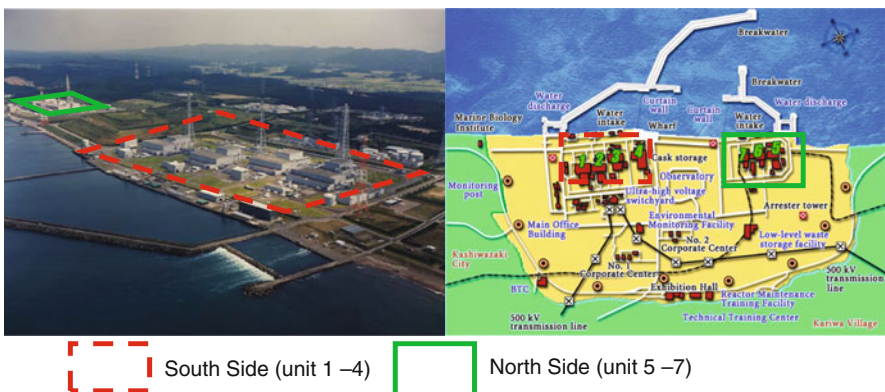 Breakwater
Breakwater
Water
discharge
Curtain
wall
Curtain
wall
Water discharge
Marine Biology
Institute
Water
intake
Wharf
Water
intake
1 2 3 4
7 6 5
Cask storage
Observatory
Ultra-high voltage
switchyard
Monitoring
post
Arrester tower
Main Office
Building
Environmental
Monitoring Facility
Low-level waste
storage facility
No. 2
Corporate Center
Kashiwazaki
City
No. 1
Corporate Center
500 kV
transmission
line
BTC
Exhibition Hall
Reactor Maintenance
Training Facility
500 kV
transmission line
Technical Training Center
Kariwa Village
South Side (unit 1 –4)
North Side (unit 5 –7)